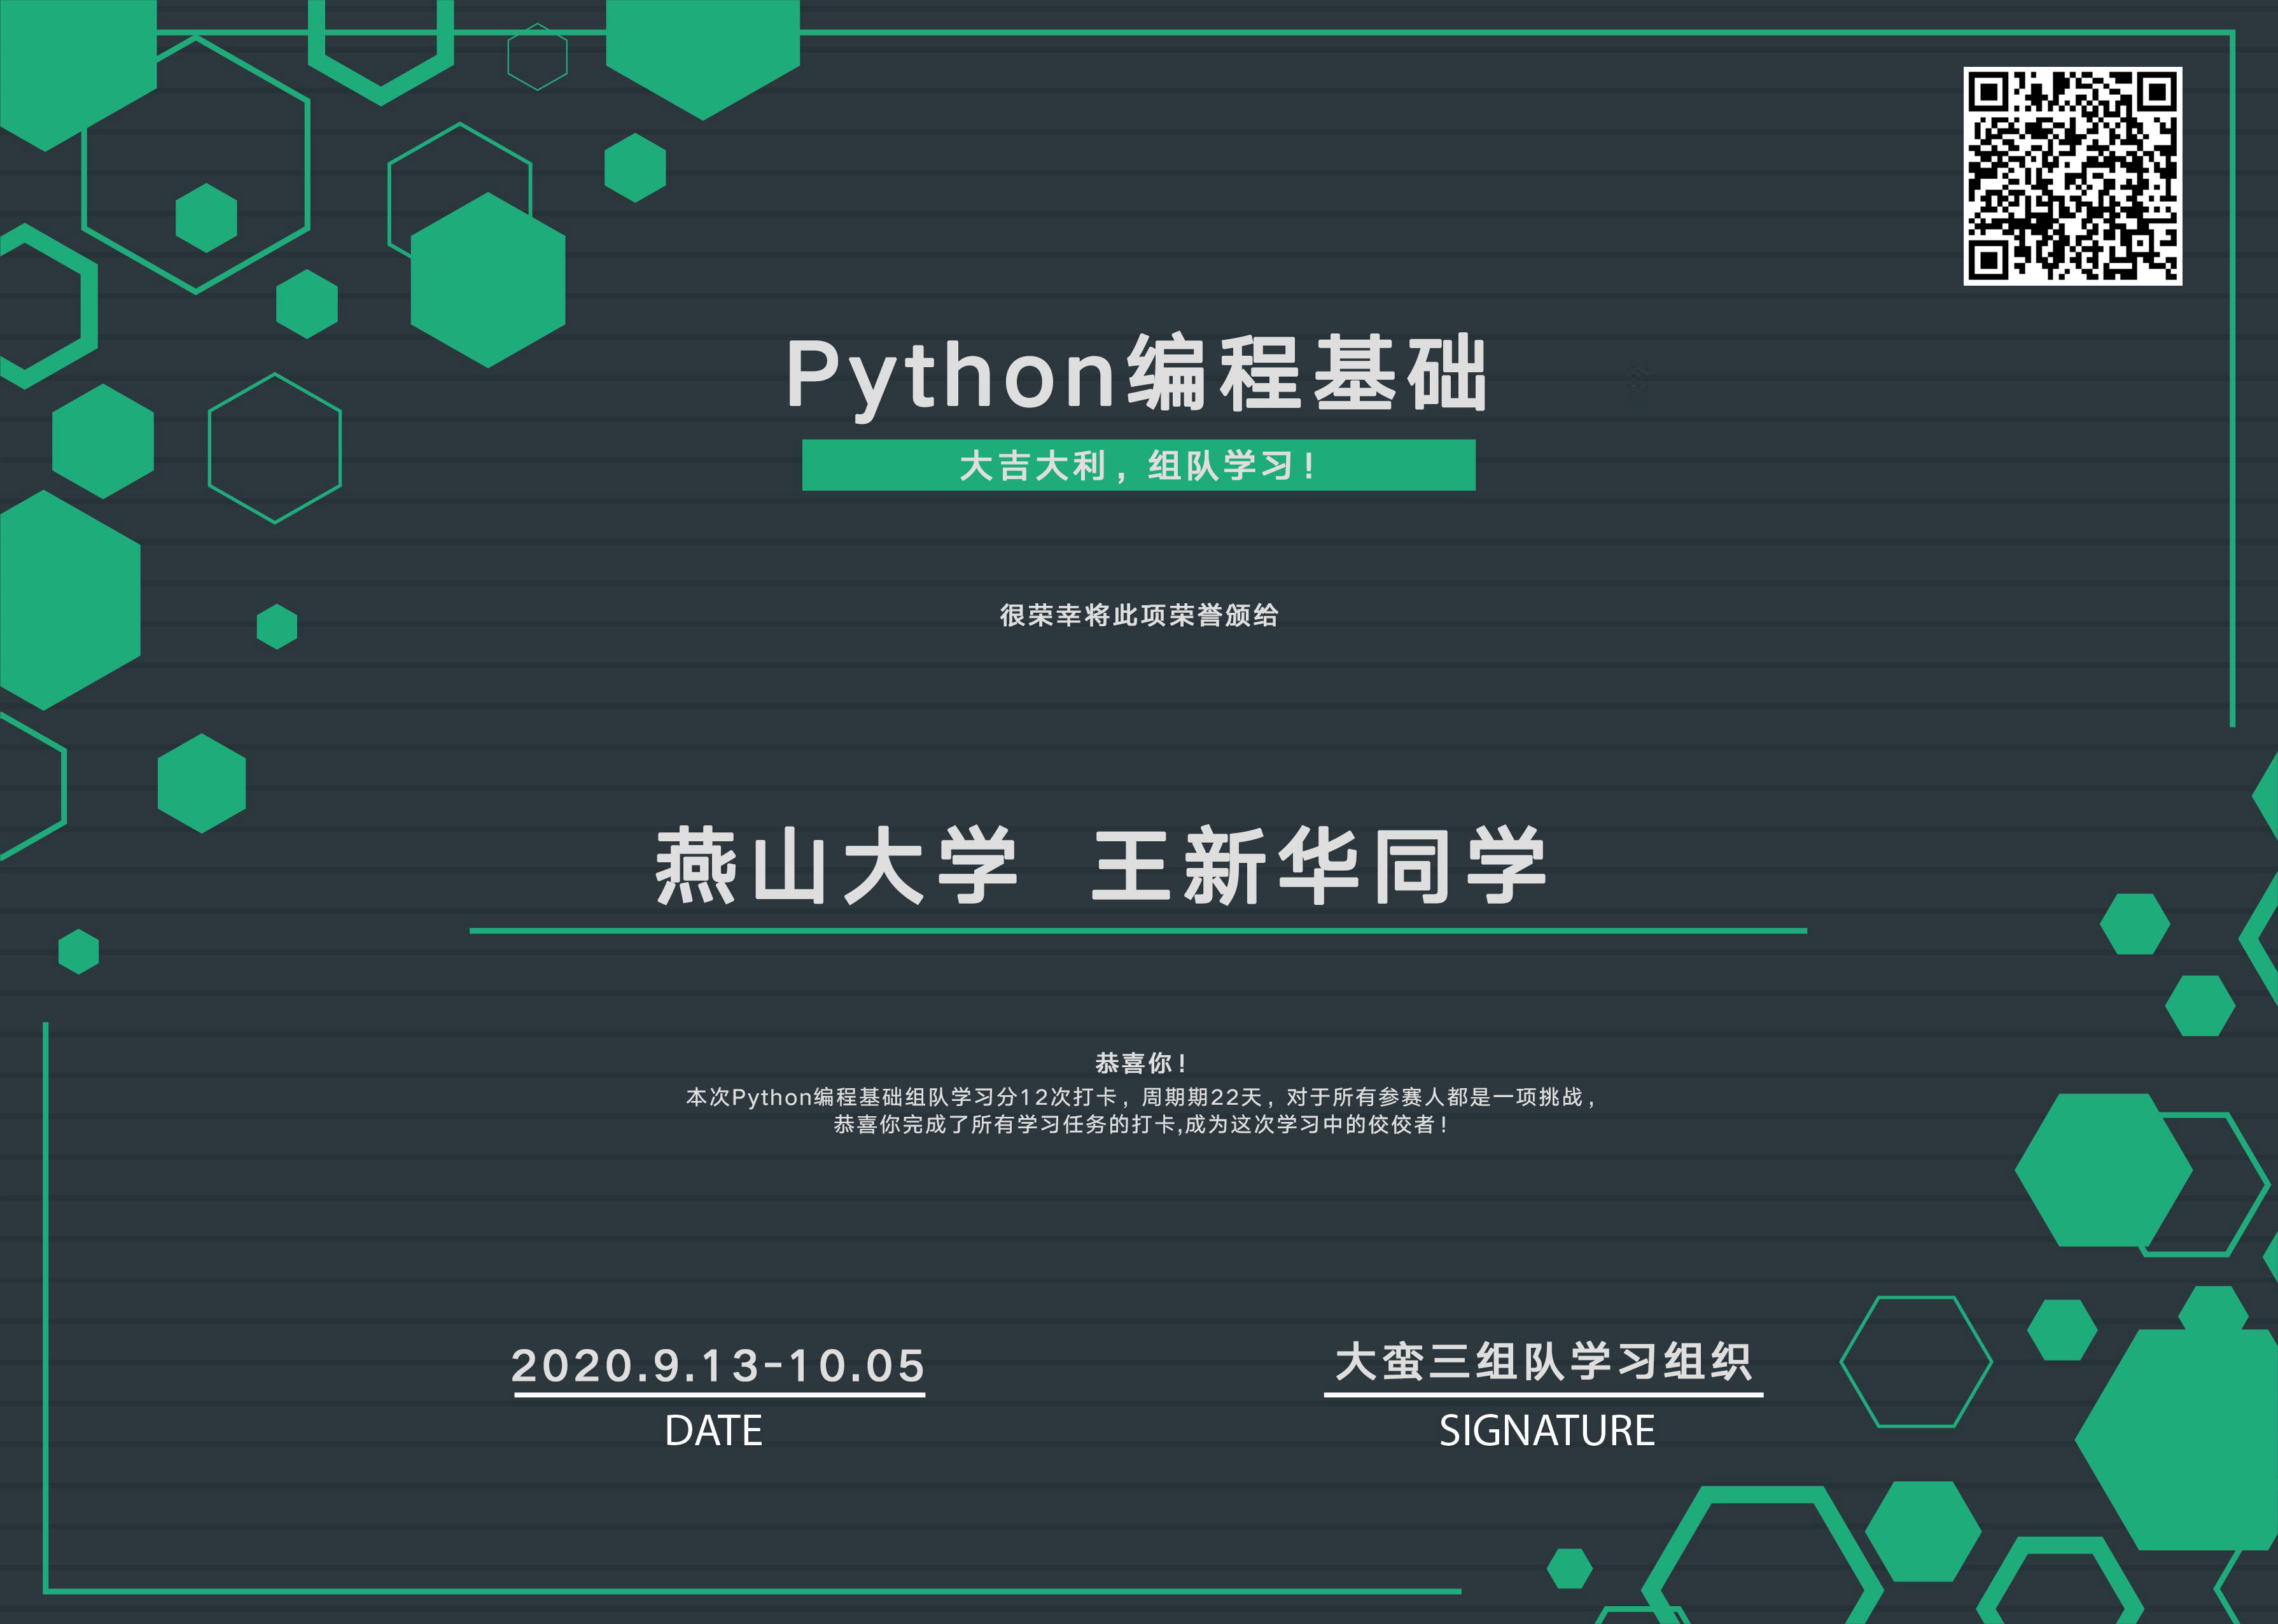 Python编程基础
大吉大利，组队学习！
很荣幸将此项荣誉颁给
燕山大学 王新华同学
恭喜你！
本次Python编程基础组队学习分12次打卡，周期期22天，对于所有参赛人都是一项挑战，
恭喜你完成了所有学习任务的打卡,成为这次学习中的佼佼者！
2020.9.13-10.05
DATE
大蛮三组队学习组织
SIGNATURE